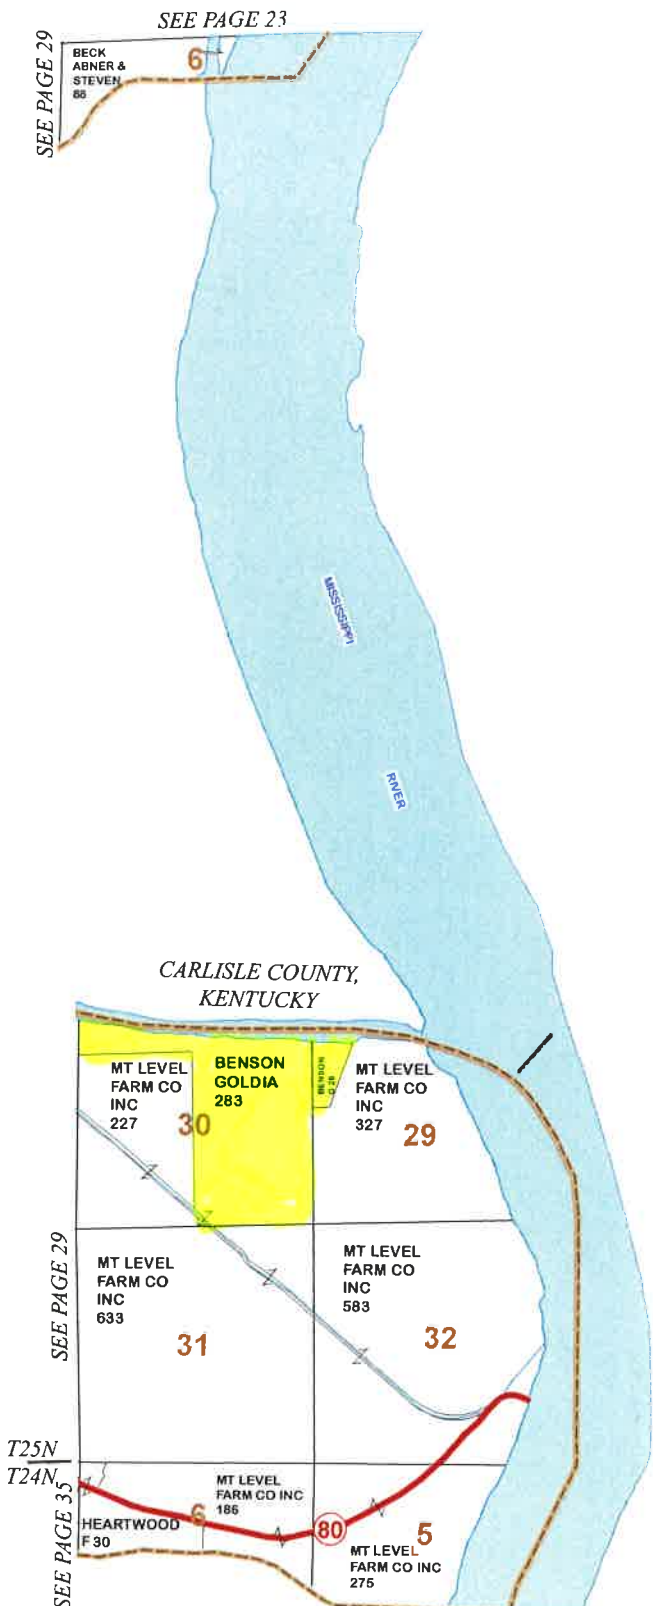 SEE PAGE 23
SEE PAGE 29
BECK
ABNER &
STEVEN
88
6
MISSISSIPPI
RIVER
CARLISLE COUNTY,
KENTUCKY
MT LEVEL
FARM CO
INC
227
30
BENSON
GOLDIA
283
BENSON
G 26
MT LEVEL
FARM CO
INC
327
29
SEE PAGE 29
MT LEVEL
FARM CO
INC
633
31
MT LEVEL
FARM CO
INC
583
32
T25N
T24N
SEE PAGE 35
MT LEVEL
FARM CO INC
186
6
HEARTWOOD
F 30
80
5
MT LEVEL
FARM CO INC
275